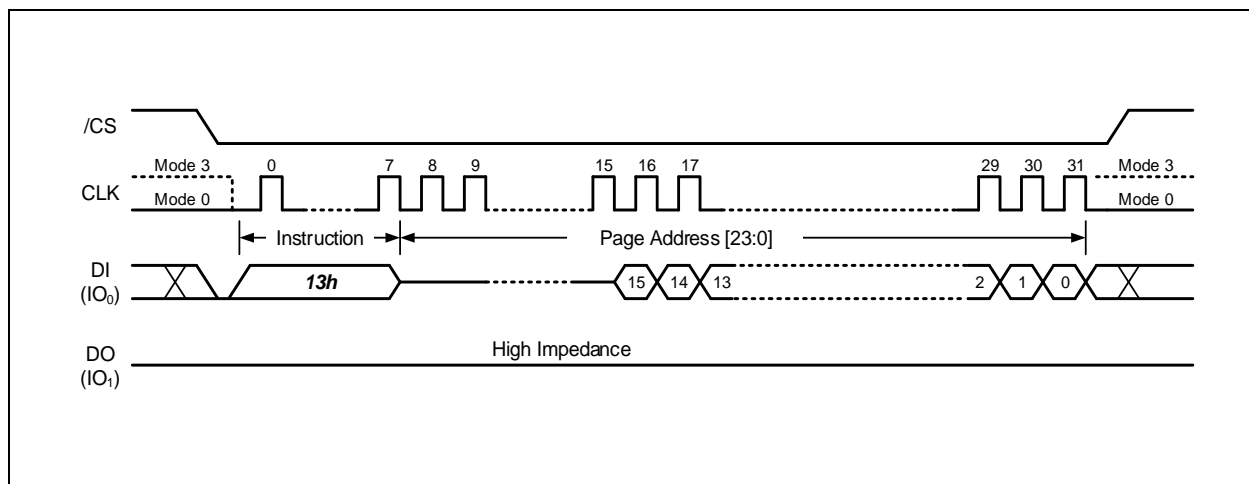 /CS
Mode 3 0 7 8 9 15 16 17 29 30 31 Mode 3
CLK
Mode 0 Mode 0
Instruction Page Address [23:0]
DI 13h 15 14 13 2 1 0
(IO₀)
High Impedance
DO
(IO₁)